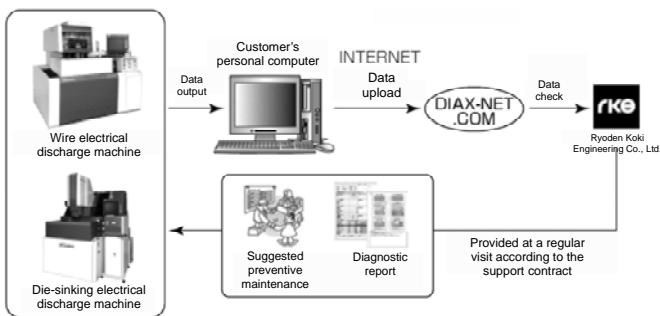 Wire electrical
discharge machine
Die-sinking electrical
discharge machine
Data
output
Customer's
personal computer
INTERNET
Data
upload
DIAX-NET
.COM
Data
check
rke
Ryoden Koki
Engineering Co., Ltd.
Suggested
preventive
maintenance
Diagnostic
report
Provided at a regular
visit according to the
support contract